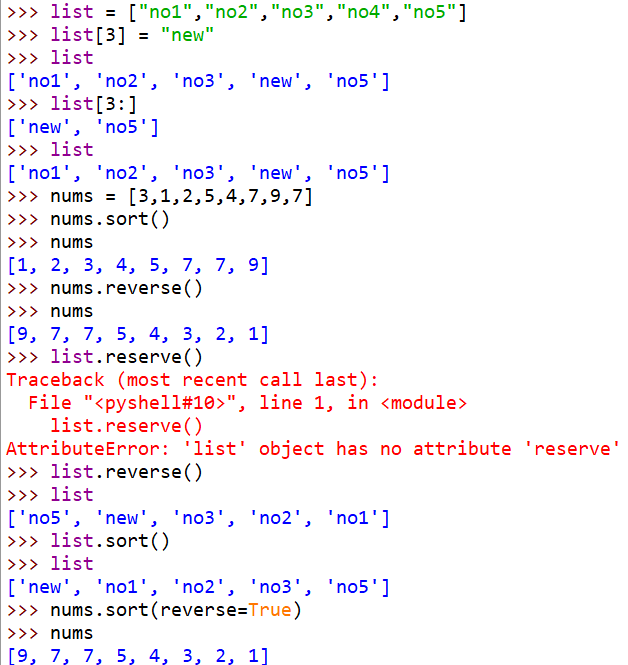 >>> list = ["no1","no2","no3","no4","no5"]
>>> list[3] = "new"
>>> list
['no1', 'no2', 'no3', 'new', 'no5']
>>> list[3:]
['new', 'no5']
>>> list
['no1', 'no2', 'no3', 'new', 'no5']
>>> nums = [3,1,2,5,4,7,9,7]
>>> nums.sort()
>>> nums
[1, 2, 3, 4, 5, 7, 7, 9]
>>> nums.reverse()
>>> nums
[9, 7, 7, 5, 4, 3, 2, 1]
>>> list.reserve()
Traceback (most recent call last):
  File "<pyshell#10>", line 1, in <module>
    list.reserve()
AttributeError: 'list' object has no attribute 'reserve'
>>> list.reverse()
>>> list
['no5', 'new', 'no3', 'no2', 'no1']
>>> list.sort()
>>> list
['new', 'no1', 'no2', 'no3', 'no5']
>>> nums.sort(reverse=True)
>>> nums
[9, 7, 7, 5, 4, 3, 2, 1]